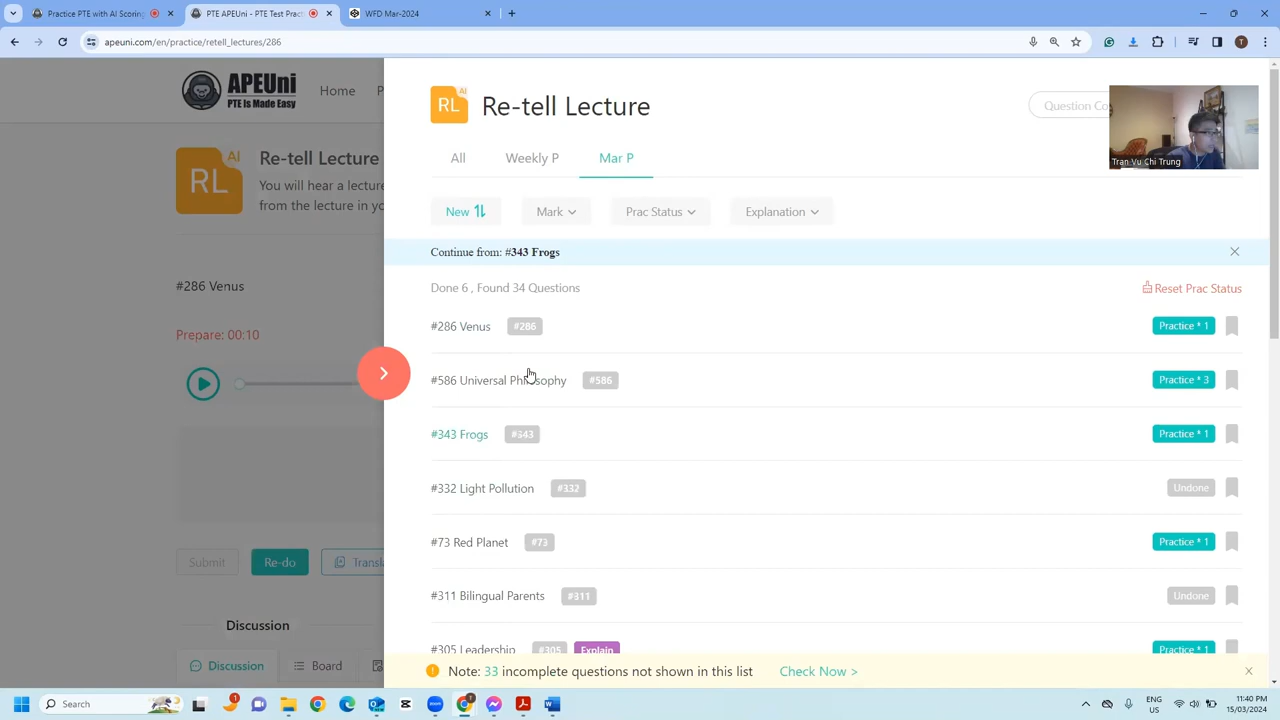 Practice PTE with AI Scoring
APEUni - PTE Test Practi
WFD Mar-2024
apeuni.com/en/practice/retell_lectures/286
APEUni
PTE Is Made Easy
Home
P
RL AI
Re-tell Lecture
You will hear a lecture
from the lecture in yo
#286 Venus
Prepare: 00:10
Submit
Re-do
Transla
Discussion
Discussion
Board
RL AI
Re-tell Lecture
Question Co
Tran Vu Chi Trung
All
Weekly P
Mar P
New
Mark
Prac Status
Explanation
Continue from: #343 Frogs
Done 6 , Found 34 Questions
Reset Prac Status
#286 Venus #286 Practice * 1
#586 Universal Philosophy #586 Practice * 3
#343 Frogs #343 Practice * 1
#332 Light Pollution #332 Undone
#73 Red Planet #73 Practice * 1
#311 Bilingual Parents #311 Undone
#305 Leadership #305 Explain Practice * 1
Note: 33 incomplete questions not shown in this list Check Now >
Search
ENG
US
11:40 PM
15/03/2024